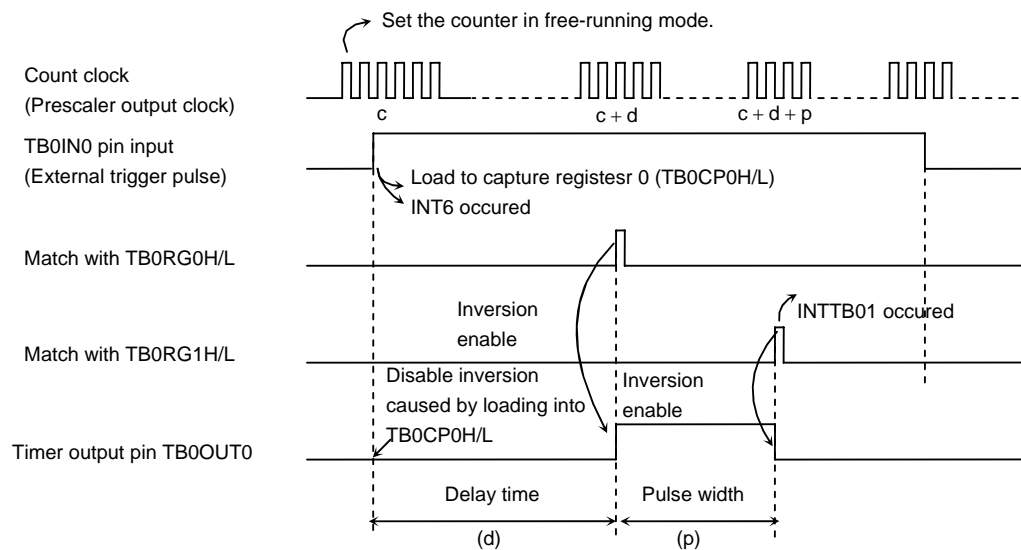 Set the counter in free-running mode.
Count clock
(Prescaler output clock)
c
c + d
c + d + p
TB0IN0 pin input
(External trigger pulse)
Load to capture registesr 0 (TB0CP0H/L)
INT6 occured
Match with TB0RG0H/L
Inversion
enable
INTTB01 occured
Match with TB0RG1H/L
Disable inversion
caused by loading into
TB0CP0H/L
Inversion
enable
Timer output pin TB0OUT0
Delay time
Pulse width
(d)
(p)